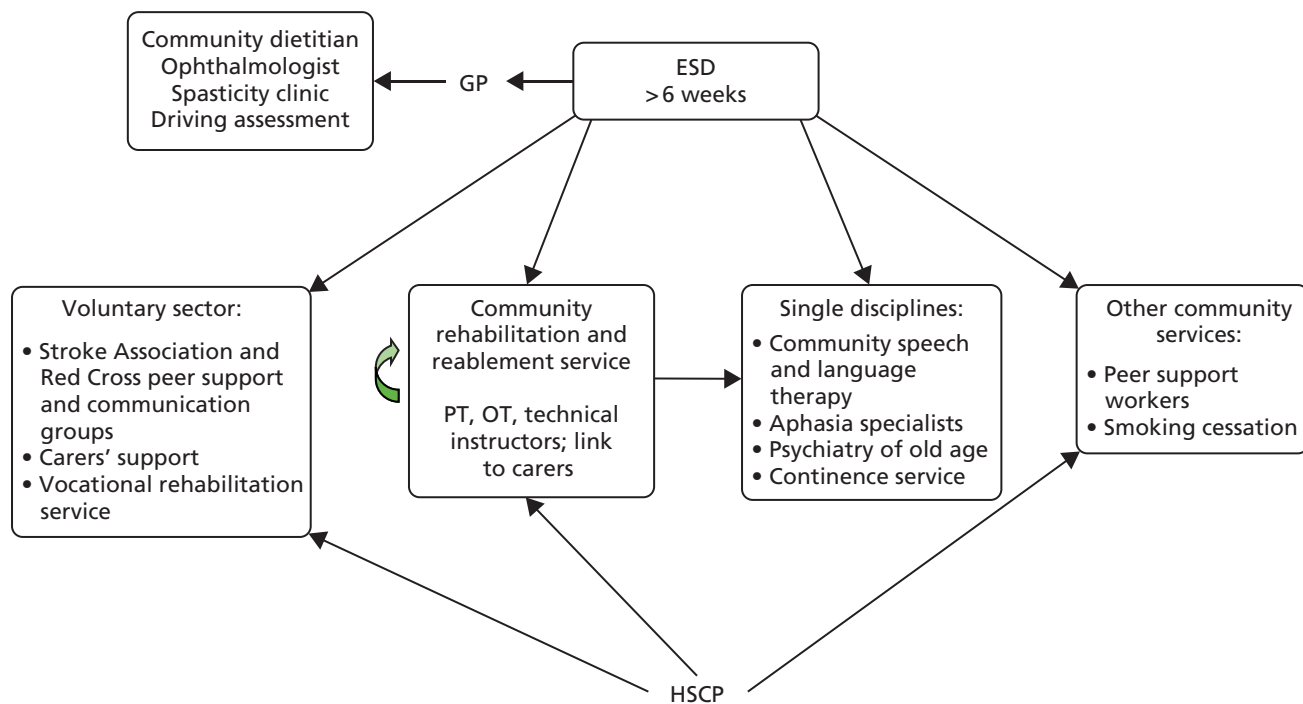 Community dietitian
Ophthalmologist
Spasticity clinic
Driving assessment
GP
ESD
>6 weeks
Voluntary sector:
• Stroke Association and
Red Cross peer support
and communication
groups
• Carers’ support
• Vocational rehabilitation
service
Community
rehabilitation and
reablement service
PT, OT, technical
instructors; link
to carers
Single disciplines:
• Community speech
and language
therapy
• Aphasia specialists
• Psychiatry of old age
• Continence service
Other community
services:
• Peer support
workers
• Smoking cessation
HSCP